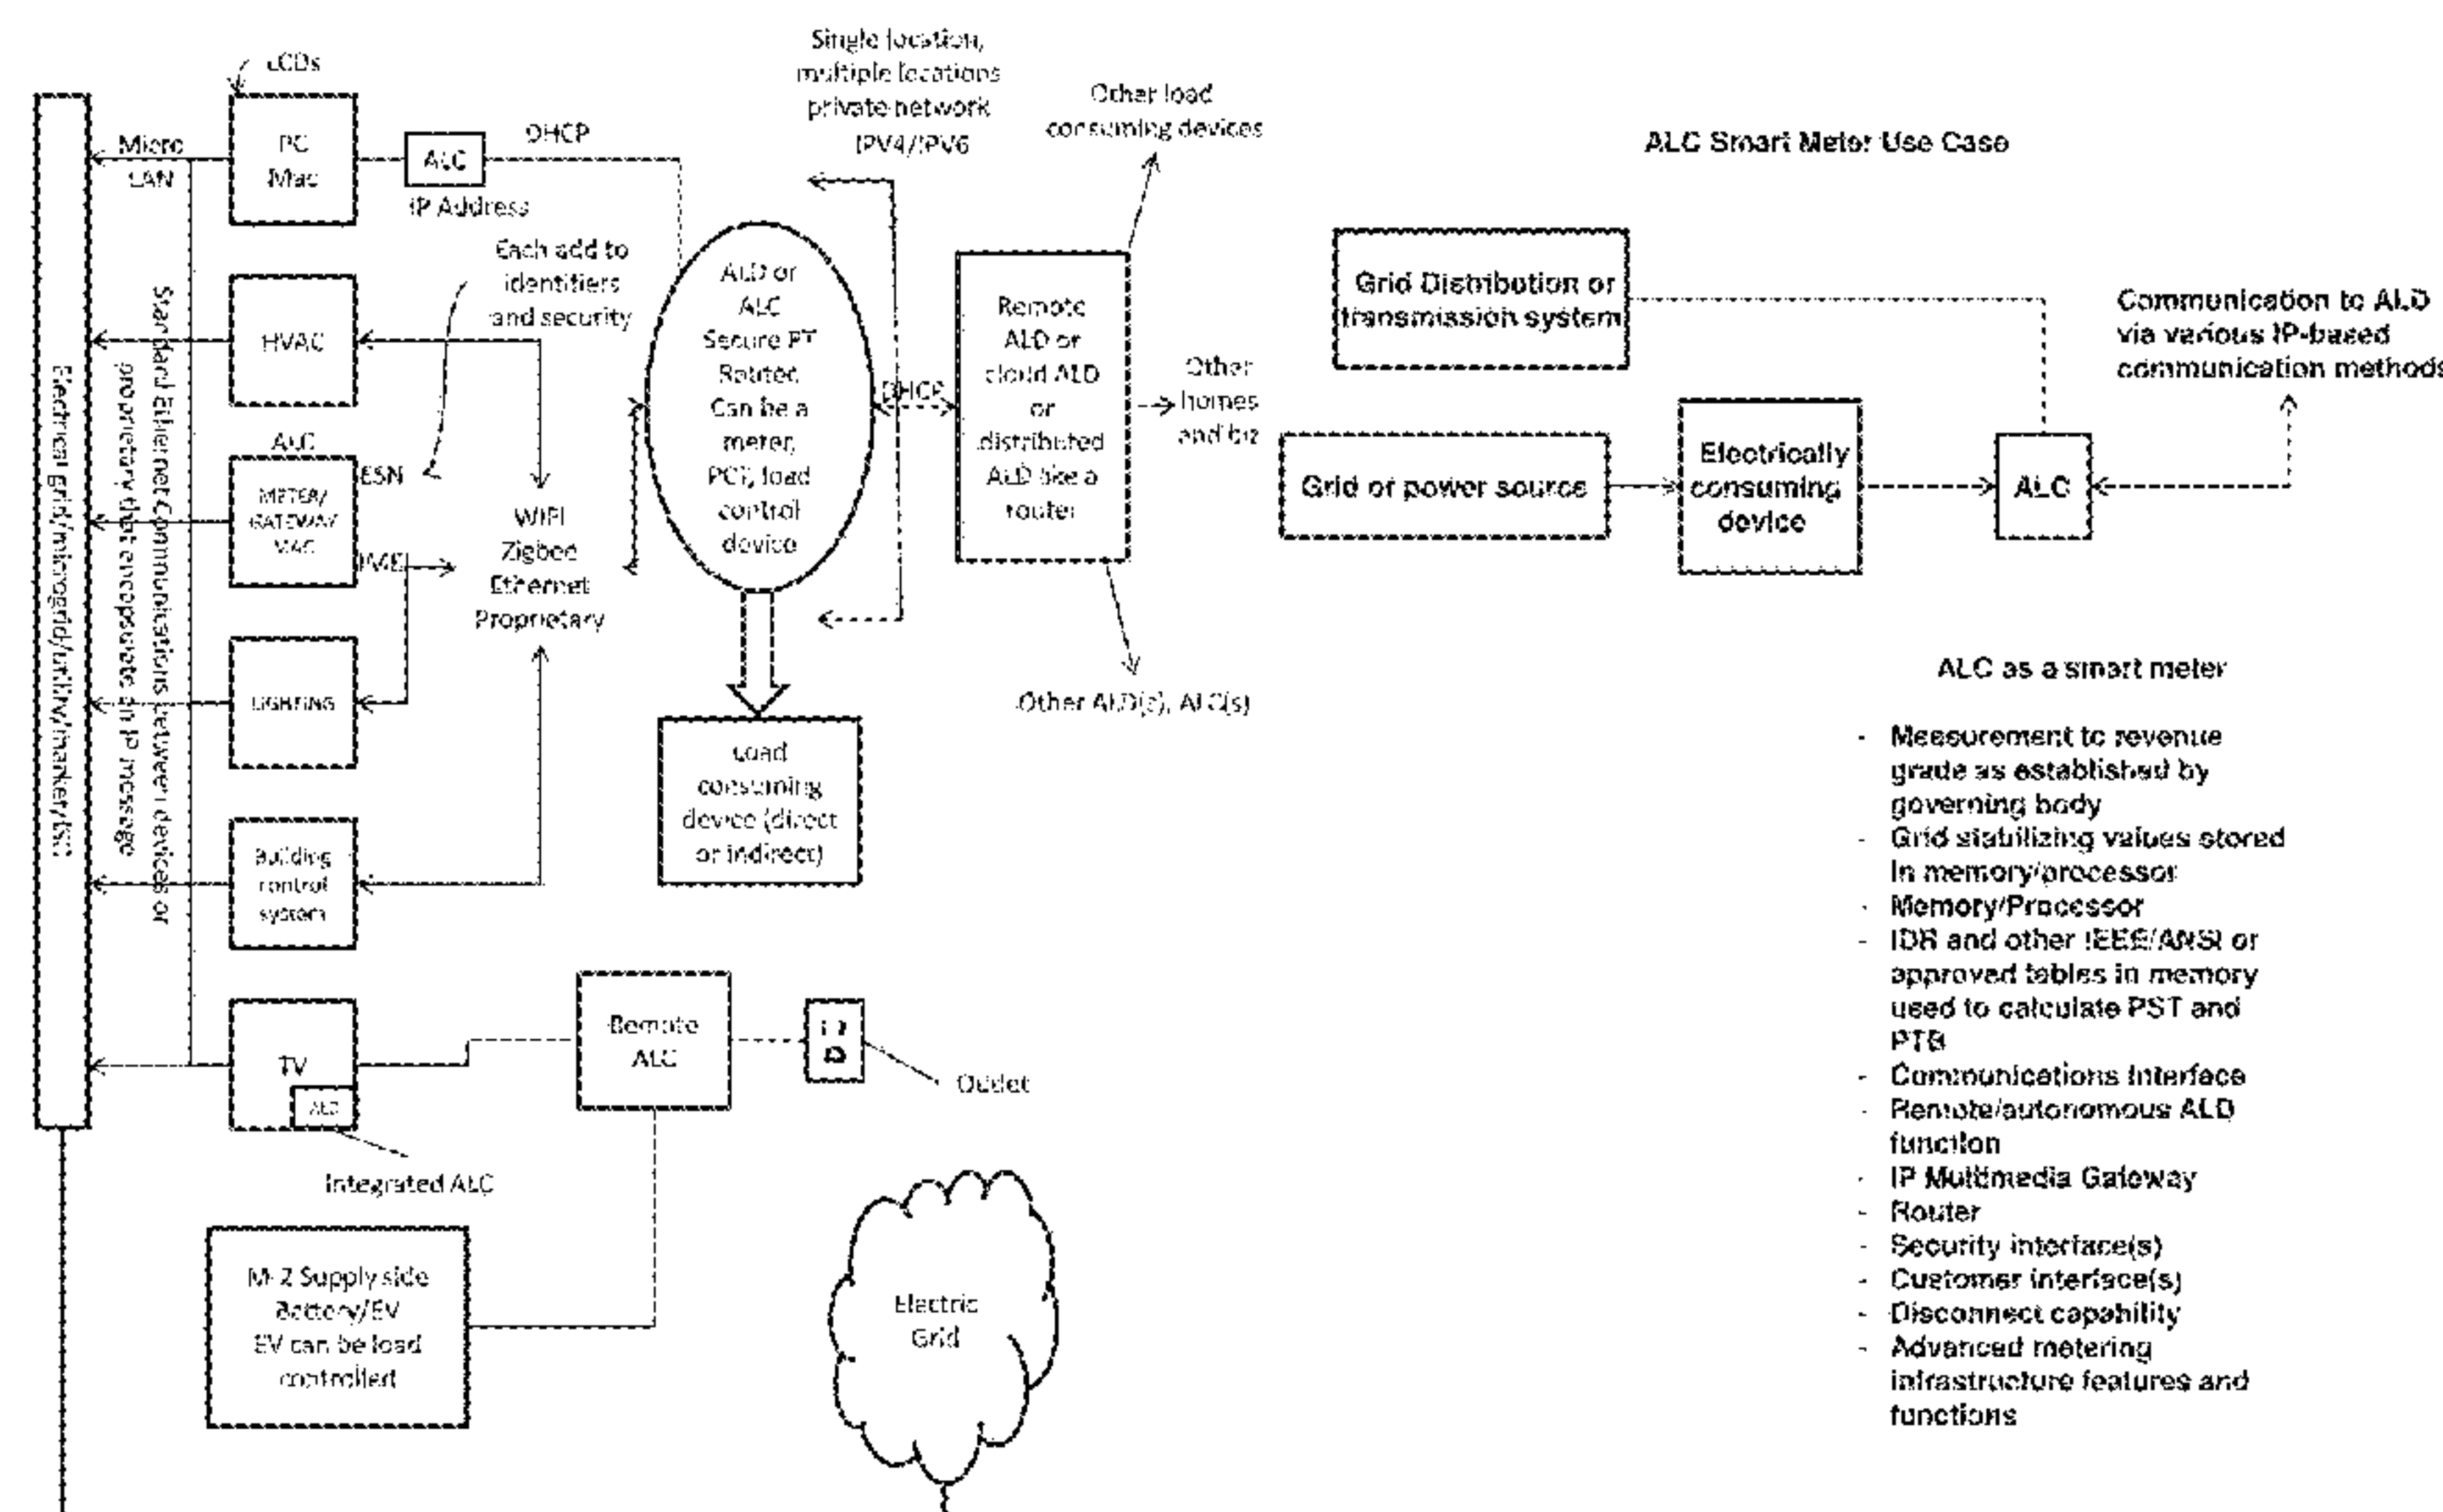 LCDs
Micro
LAN
PC
Mac
ALC
IP Address
DHCP
Single location,
multiple locations
private network
IPV4/IPV6
Other load
consuming devices
Each add to
identifiers
and security
HVAC
ALC
METER/
GATEWAY
MAC
ESN
LIGHTING
Building
control
system
WIFI
Zigbee
Ethernet
Proprietary
ALD or
ALC
Secure PT
Router.
Can be a
meter,
PCT, load
control
device
DHCP
Remote
ALD or
cloud ALD
or
distributed
ALD like a
router
Other
homes
and biz
Other ALD(s), ALC(s)
Load
consuming
device (direct
or indirect)
Electrical grid/microgrid/utility/market/ISO
Standard Ethernet Communications between devices or
proprietary that encapsulate an IP message
TV
Integrated ALC
Remote
ALC
Outlet
M-2 Supply side
Battery/EV
EV can be load
controlled
Electric
Grid
ALC Smart Meter Use Case
Grid Distribution or
transmission system
Grid or power source
Electrically
consuming
device
ALC
Communication to ALD
via various IP-based
communication methods
ALC as a smart meter
- Measurement to revenue
grade as established by
governing body
- Grid stabilizing values stored
in memory/processor
- Memory/Processor
- IDR and other IEEE/ANSI or
approved tables in memory
used to calculate PST and
PTB
- Communications Interface
- Remote/autonomous ALD
function
- IP Multimedia Gateway
- Router
- Security interface(s)
- Customer interface(s)
- Disconnect capability
- Advanced metering
infrastructure features and
functions